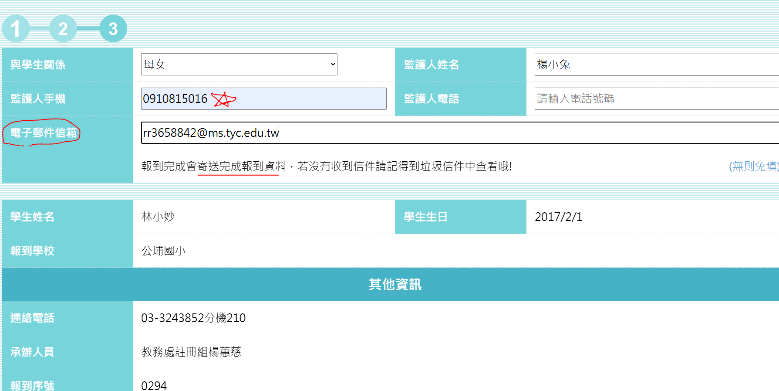 1 2 3
與學生關係 母女 監護人姓名 楊小兔
監護人手機 0910815016 監護人電話 請輸入電話號碼
電子郵件信箱 rr3658842@ms.tyc.edu.tw
報到完成會寄送完成報到資料，若沒有收到信件請記得到垃圾信件中查看哦! (無則免填)
學生姓名 林小妙 學生生日 2017/2/1
報到學校 公埔國小
其他資訊
連絡電話 03-3243852分機210
承辦人員 教務處註冊組楊蕙慈
報到序號 0294